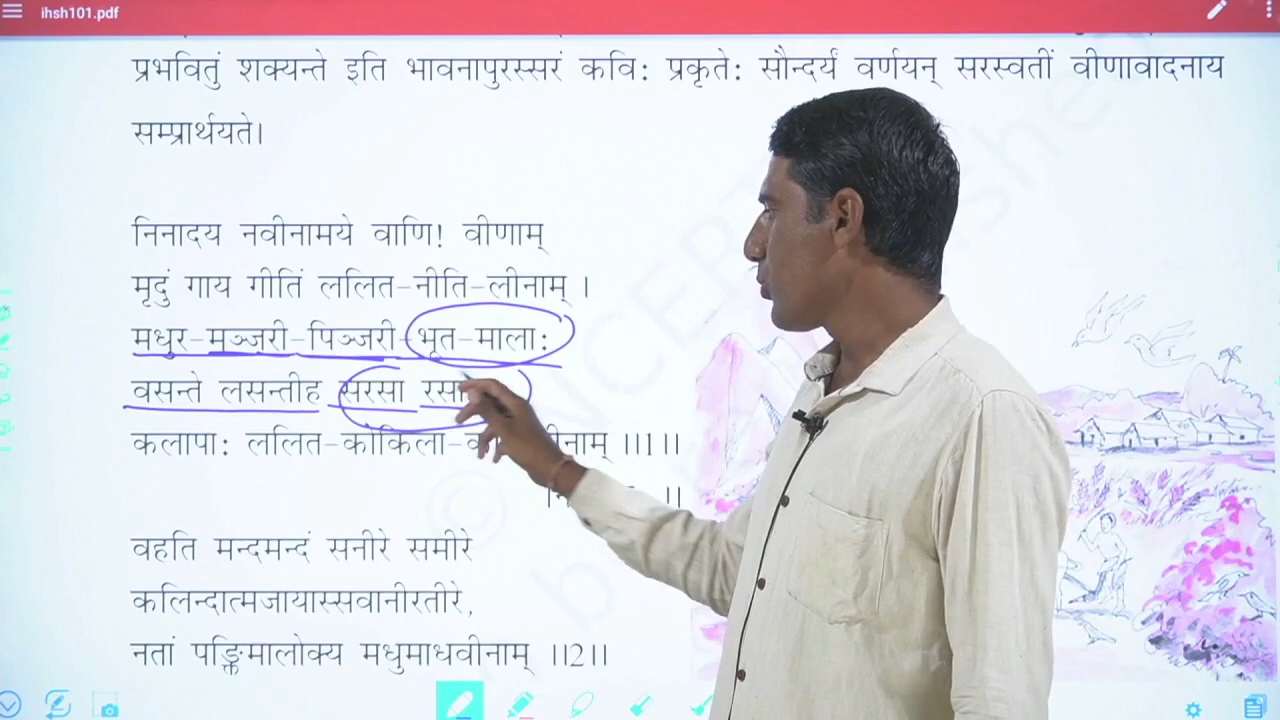 ihsh101.pdf
प्रभवितुं शक्यन्ते इति भावनापुरस्सरं कवि: प्रकृते: सौन्दर्यं वर्णयन् सरस्वतीं वीणावादनाय
सम्प्रार्थयते।
निनादय नवीनामये वाणि! वीणाम्
मृदुं गाय गीतिं ललित-नीति-लीनाम् ।
मधुर-मञ्जरी-पिञ्जरी-भूत-माला:
वसन्ते लसन्तीह सरसा
कलापा: ललित-कोकिला- ।।1।।
।।
वहति मन्दमन्दं सनीरे समीरे
कलिन्दात्मजायास्सवानीरतीरे,
नतां पङ्क्तिमालोक्य मधुमाधवीनाम् ।।2।।